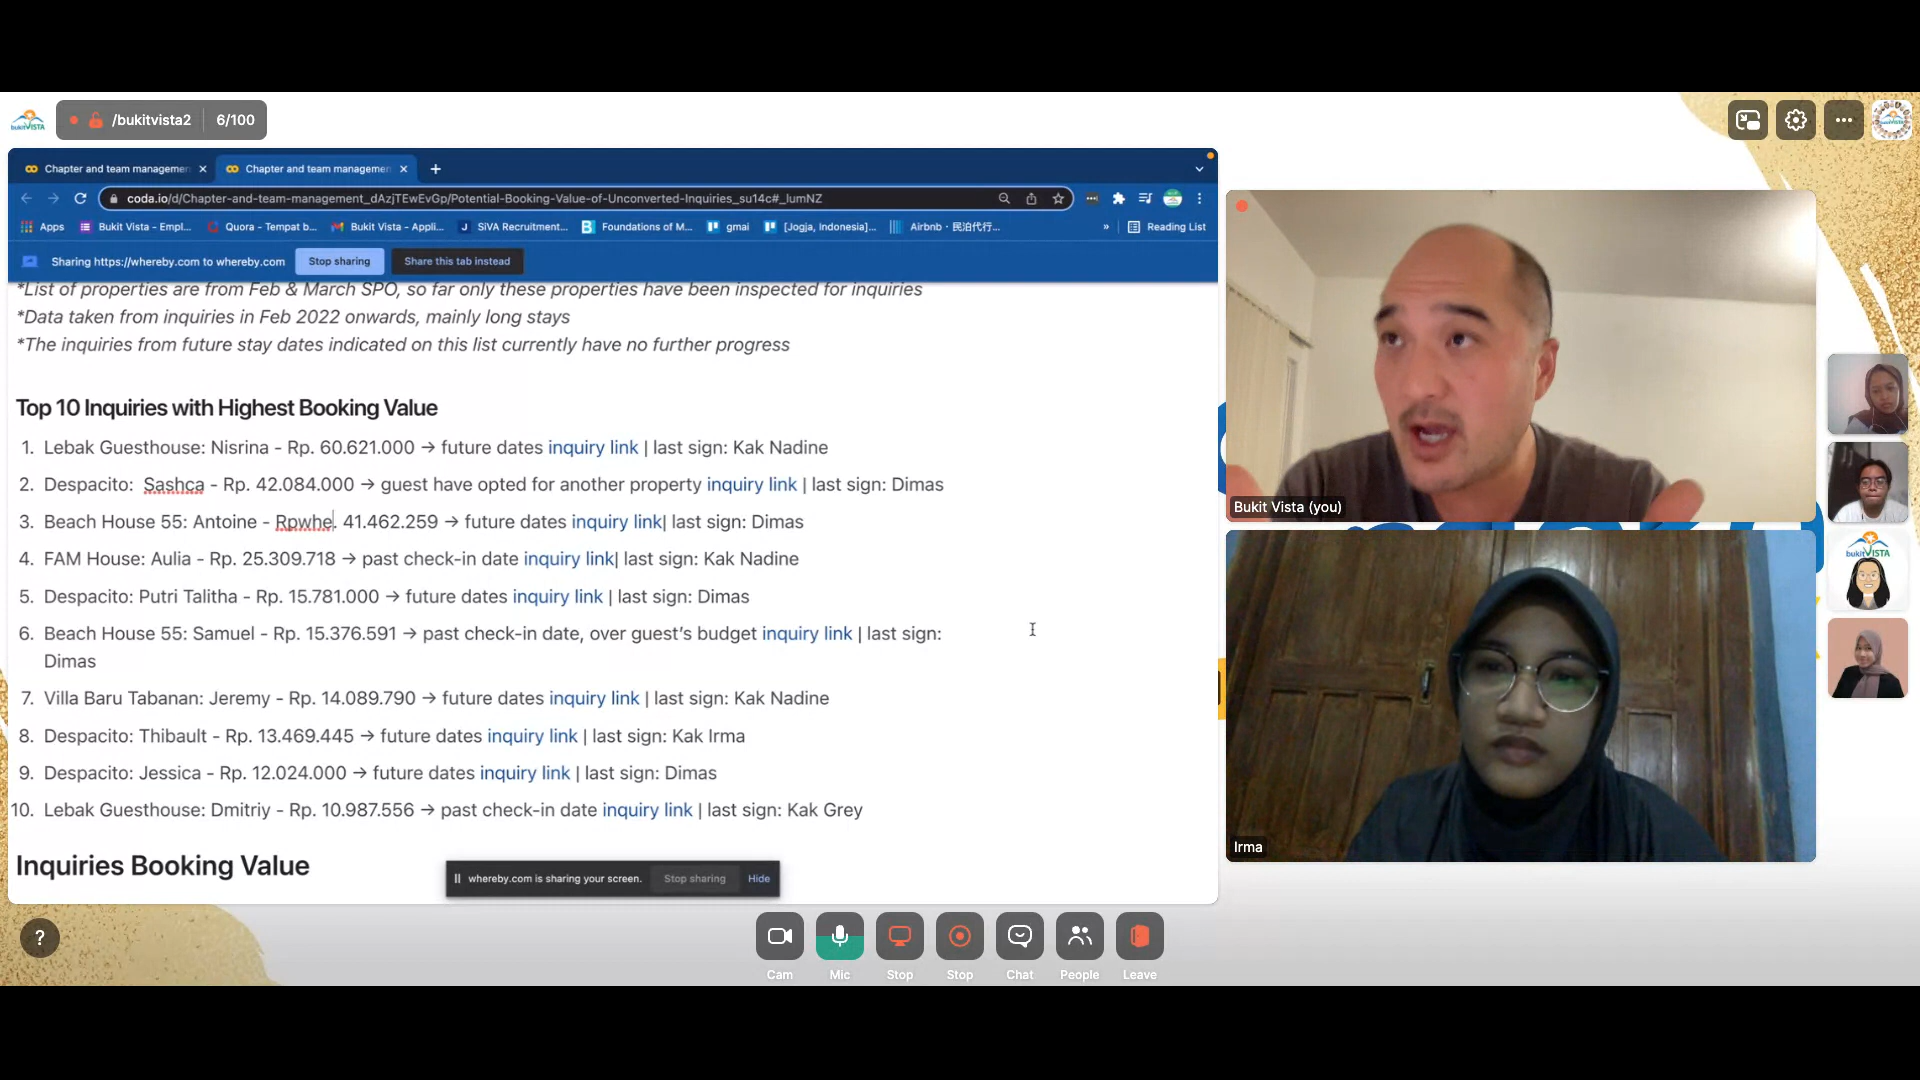 /bukitvista2 6/100
Chapter and team managemen
Chapter and team managemen
coda.io/d/Chapter-and-team-management_dAzjTEwEvGp/Potential-Booking-Value-of-Unconverted-Inquiries_su14c#_lumNZ
Apps Bukit Vista - Empl... Quora - Tempat b... Bukit Vista - Appli... SIVA Recruitment... Foundations of M... gmai [Jogja, Indonesia]... Airbnb · 民泊代行... » Reading List
Sharing https://whereby.com to whereby.com Stop sharing Share this tab instead
*List of properties are from Feb & March SPO, so far only these properties have been inspected for inquiries
*Data taken from inquiries in Feb 2022 onwards, mainly long stays
*The inquiries from future stay dates indicated on this list currently have no further progress
Top 10 Inquiries with Highest Booking Value
1. Lebak Guesthouse: Nisrina - Rp. 60.621.000 → future dates inquiry link | last sign: Kak Nadine
2. Despacito: Sashca - Rp. 42.084.000 → guest have opted for another property inquiry link | last sign: Dimas
3. Beach House 55: Antoine - Rpwhe. 41.462.259 → future dates inquiry link| last sign: Dimas
4. FAM House: Aulia - Rp. 25.309.718 → past check-in date inquiry link| last sign: Kak Nadine
5. Despacito: Putri Talitha - Rp. 15.781.000 → future dates inquiry link | last sign: Dimas
6. Beach House 55: Samuel - Rp. 15.376.591 → past check-in date, over guest's budget inquiry link | last sign:
Dimas
7. Villa Baru Tabanan: Jeremy - Rp. 14.089.790 → future dates inquiry link | last sign: Kak Nadine
8. Despacito: Thibault - Rp. 13.469.445 → future dates inquiry link | last sign: Kak Irma
9. Despacito: Jessica - Rp. 12.024.000 → future dates inquiry link | last sign: Dimas
10. Lebak Guesthouse: Dmitriy - Rp. 10.987.556 → past check-in date inquiry link | last sign: Kak Grey
Inquiries Booking Value
whereby.com is sharing your screen. Stop sharing Hide
Bukit Vista (you)
Irma
bukit VISTA
?
Cam Mic Stop Stop Chat People Leave